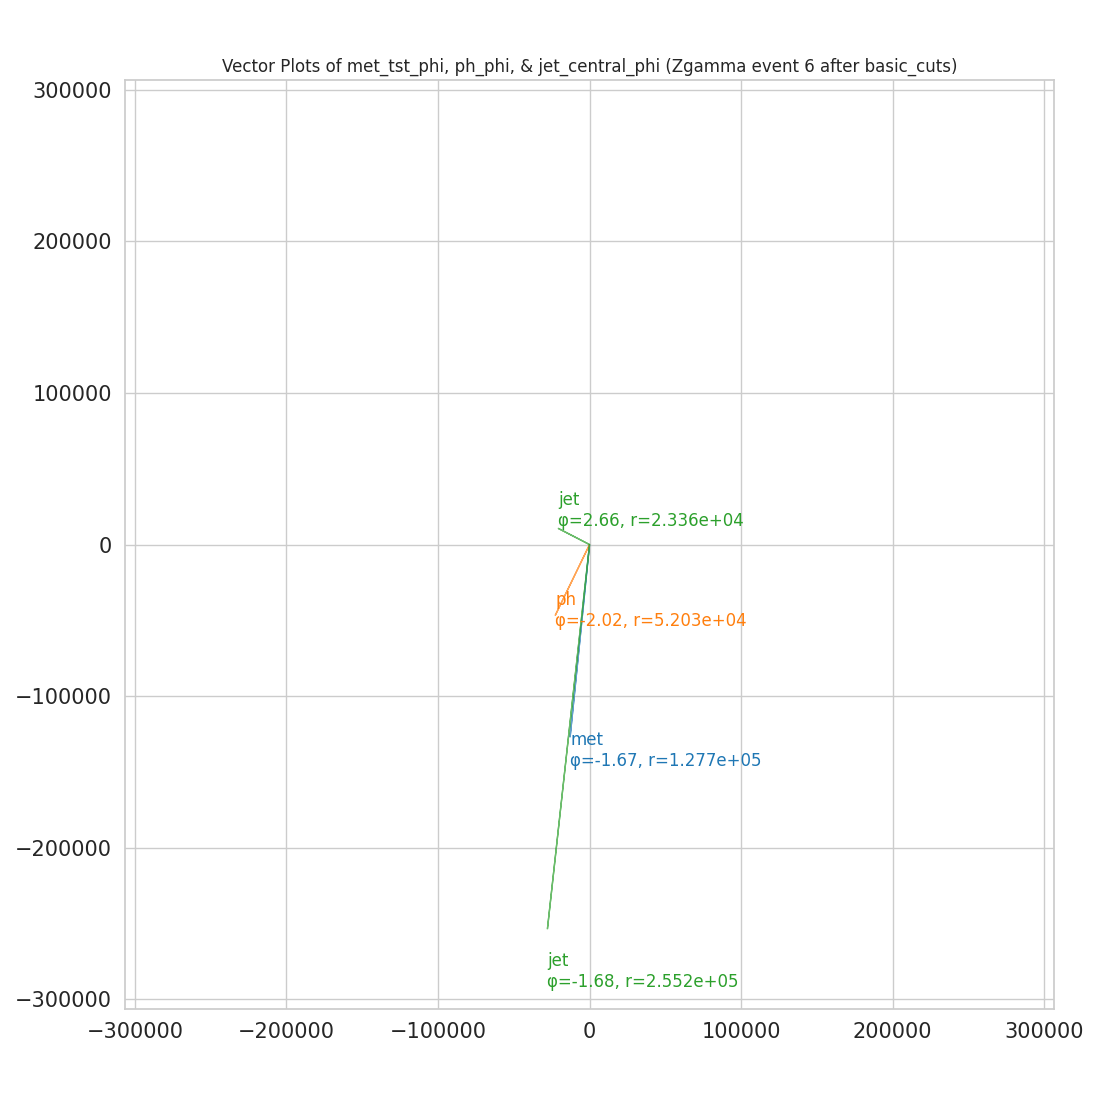 Vector Plots of met_tst_phi, ph_phi, & jet_central_phi (Zgamma event 6 after basic_cuts)
300000
200000
100000
0
−100000
−200000
−300000
jet
φ=2.66, r=2.336e+04
ph
φ=-2.02, r=5.203e+04
met
φ=-1.67, r=1.277e+05
jet
φ=-1.68, r=2.552e+05
−300000 −200000 −100000 0 100000 200000 300000